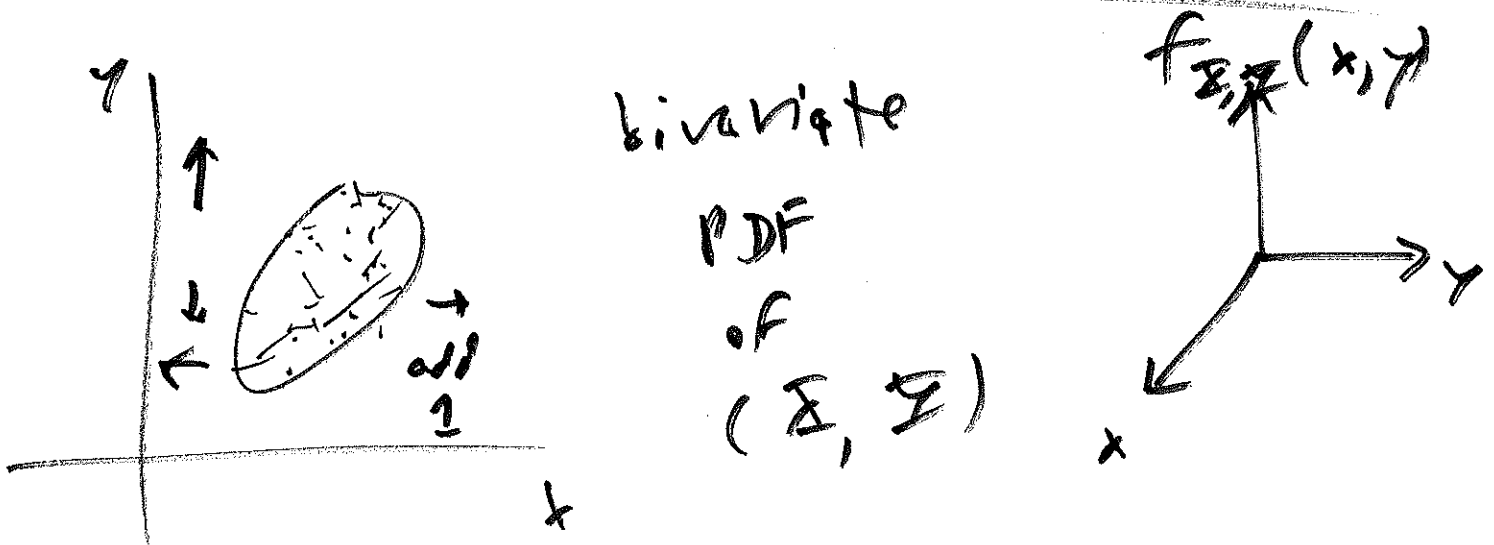 y
add
1
x
bivariate
PDF
of
(X, Y)
f_{X,Y}(x, y)
y
x